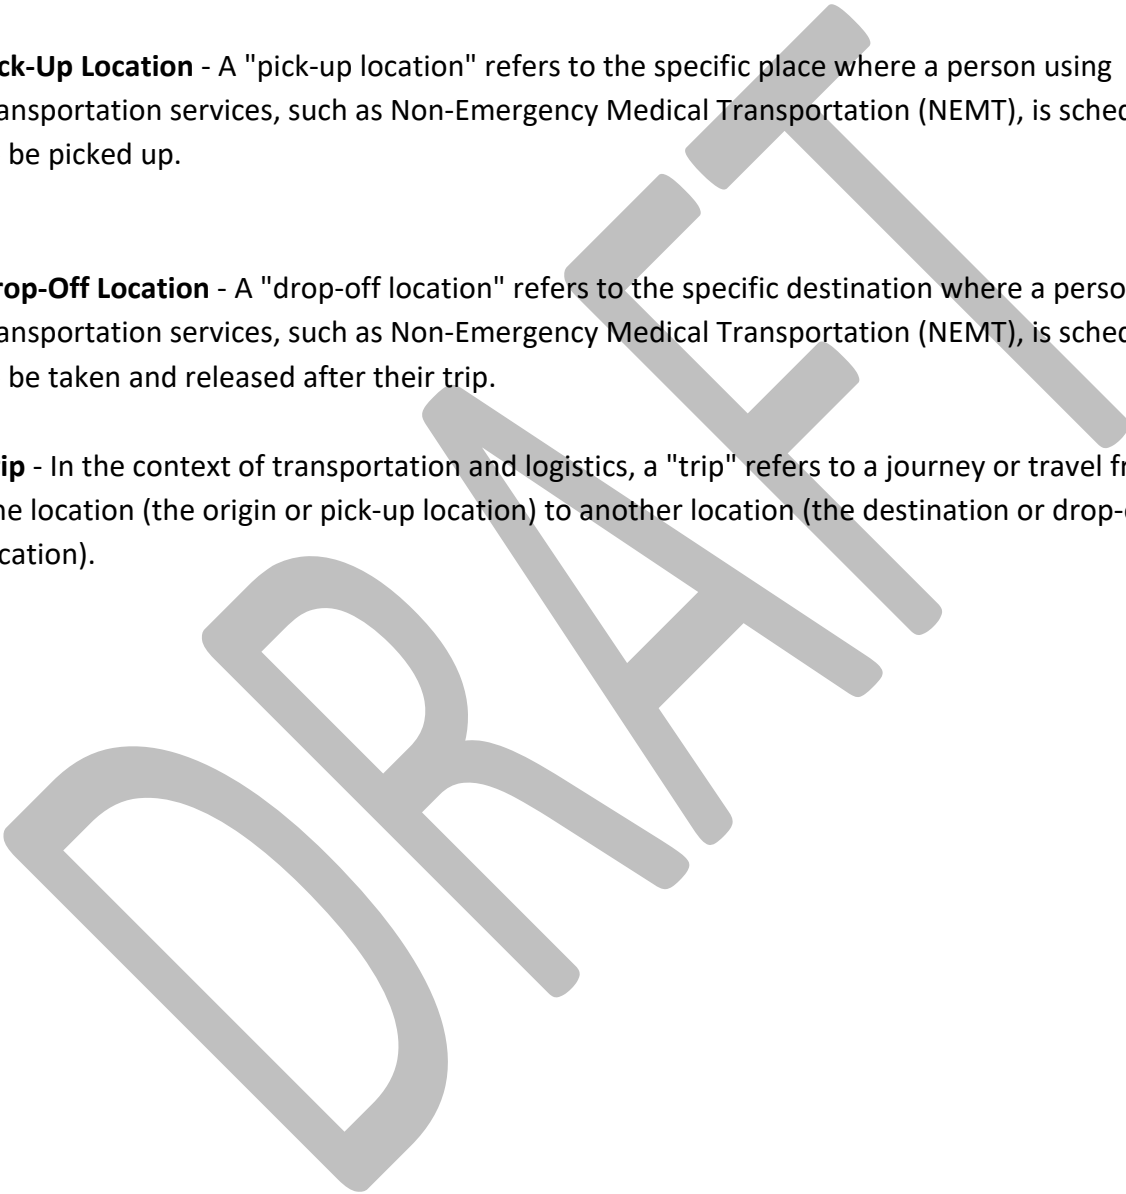 ck-Up Location - A "pick-up location" refers to the specific place where a person using
ansportation services, such as Non-Emergency Medical Transportation (NEMT), is sched
be picked up.
rop-Off Location - A "drop-off location" refers to the specific destination where a perso
ansportation services, such as Non-Emergency Medical Transportation (NEMT), is sched
be taken and released after their trip.
ip - In the context of transportation and logistics, a "trip" refers to a journey or travel fr
ne location (the origin or pick-up location) to another location (the destination or drop-o
cation).
DRAFT